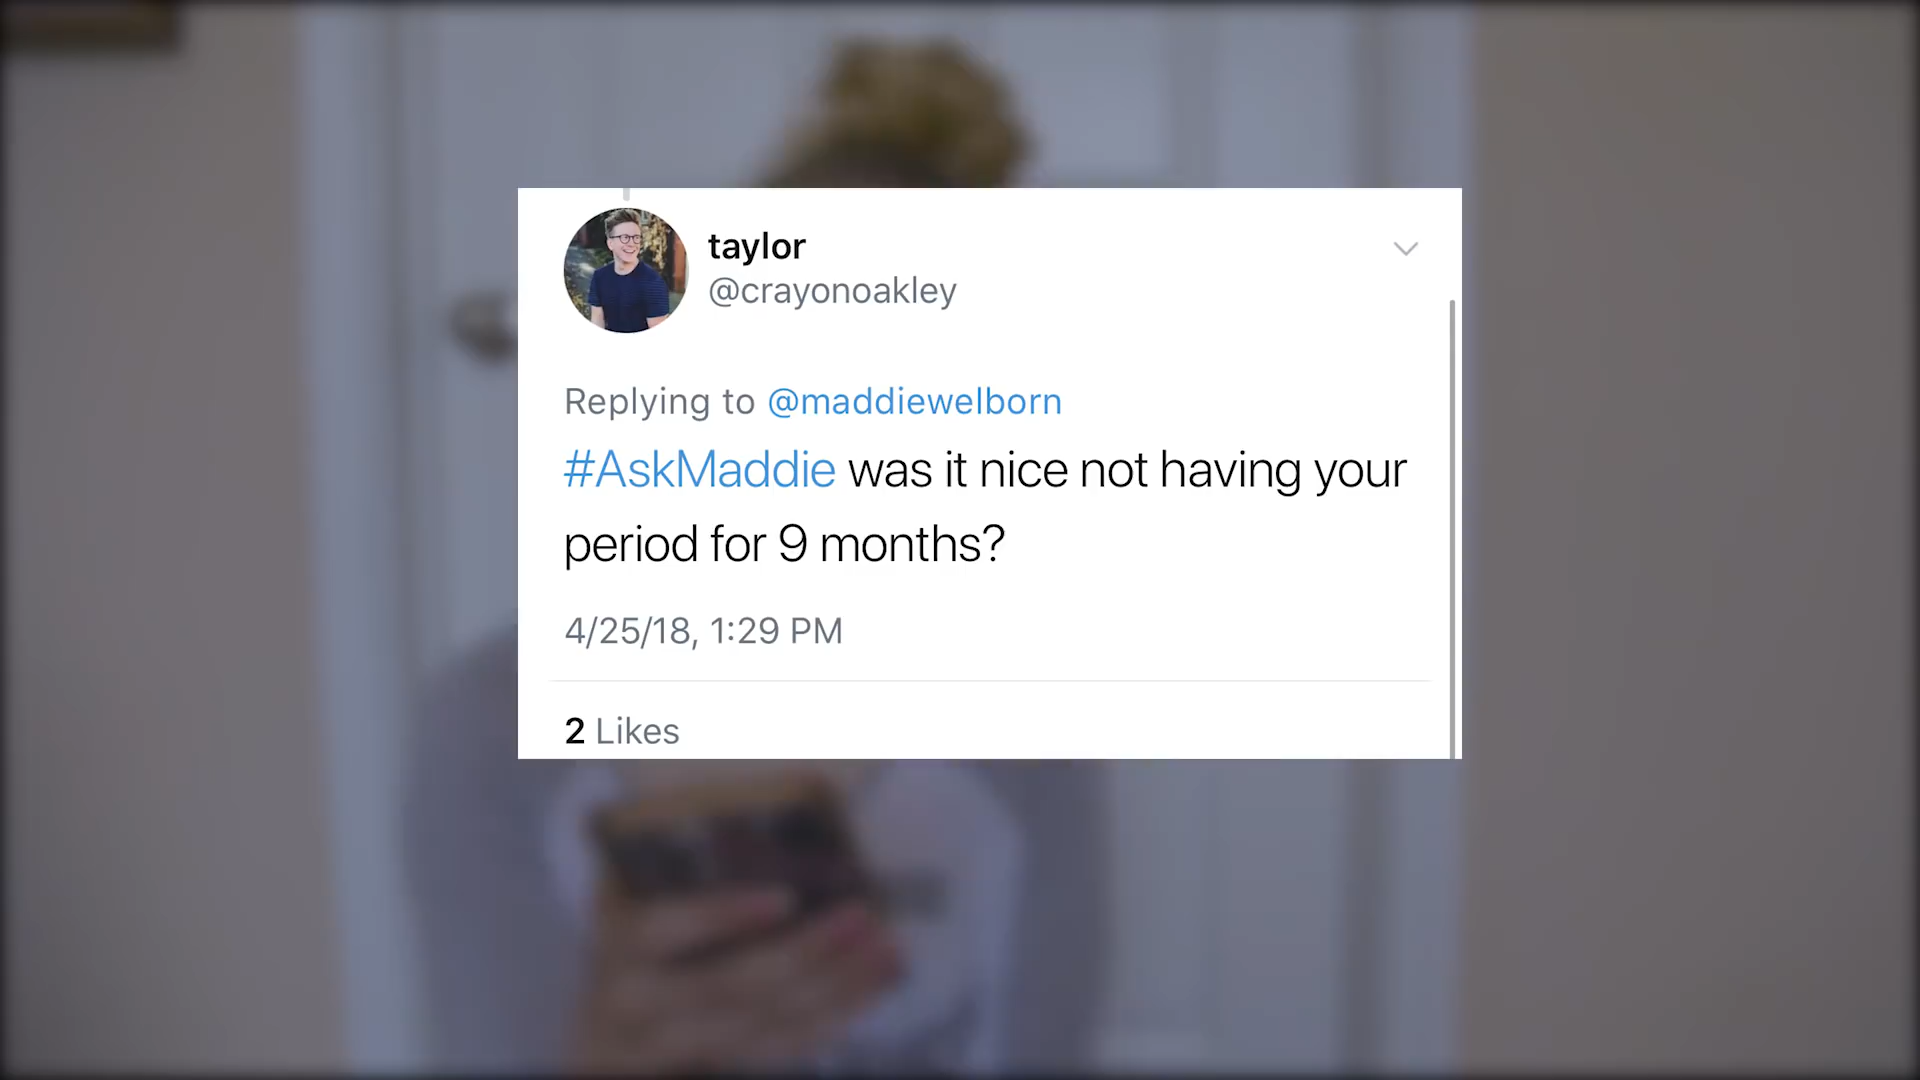 taylor
@crayonoakley
Replying to @maddiewelborn
#AskMaddie was it nice not having your
period for 9 months?
4/25/18, 1:29 PM
2 Likes